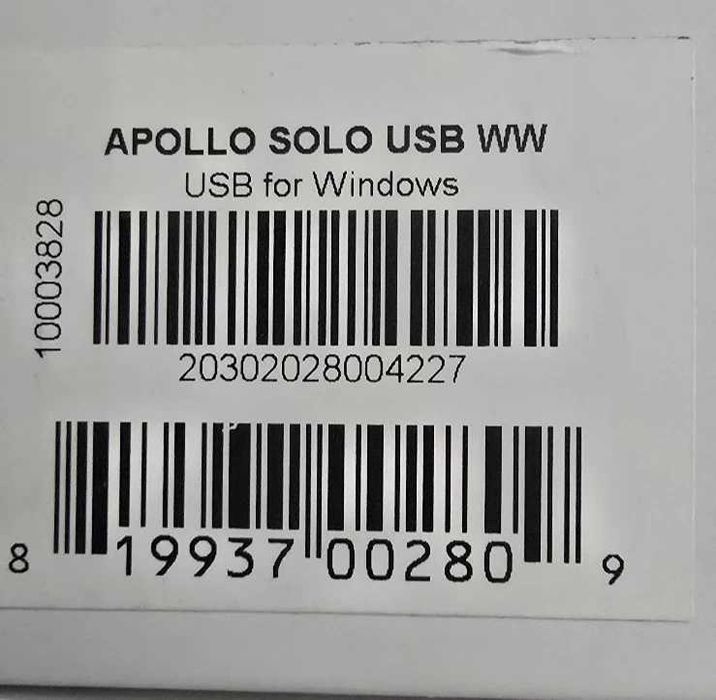 APOLLO SOLO USB WW
USB for Windows
10003828
20302028004227
8 19937 00280 9